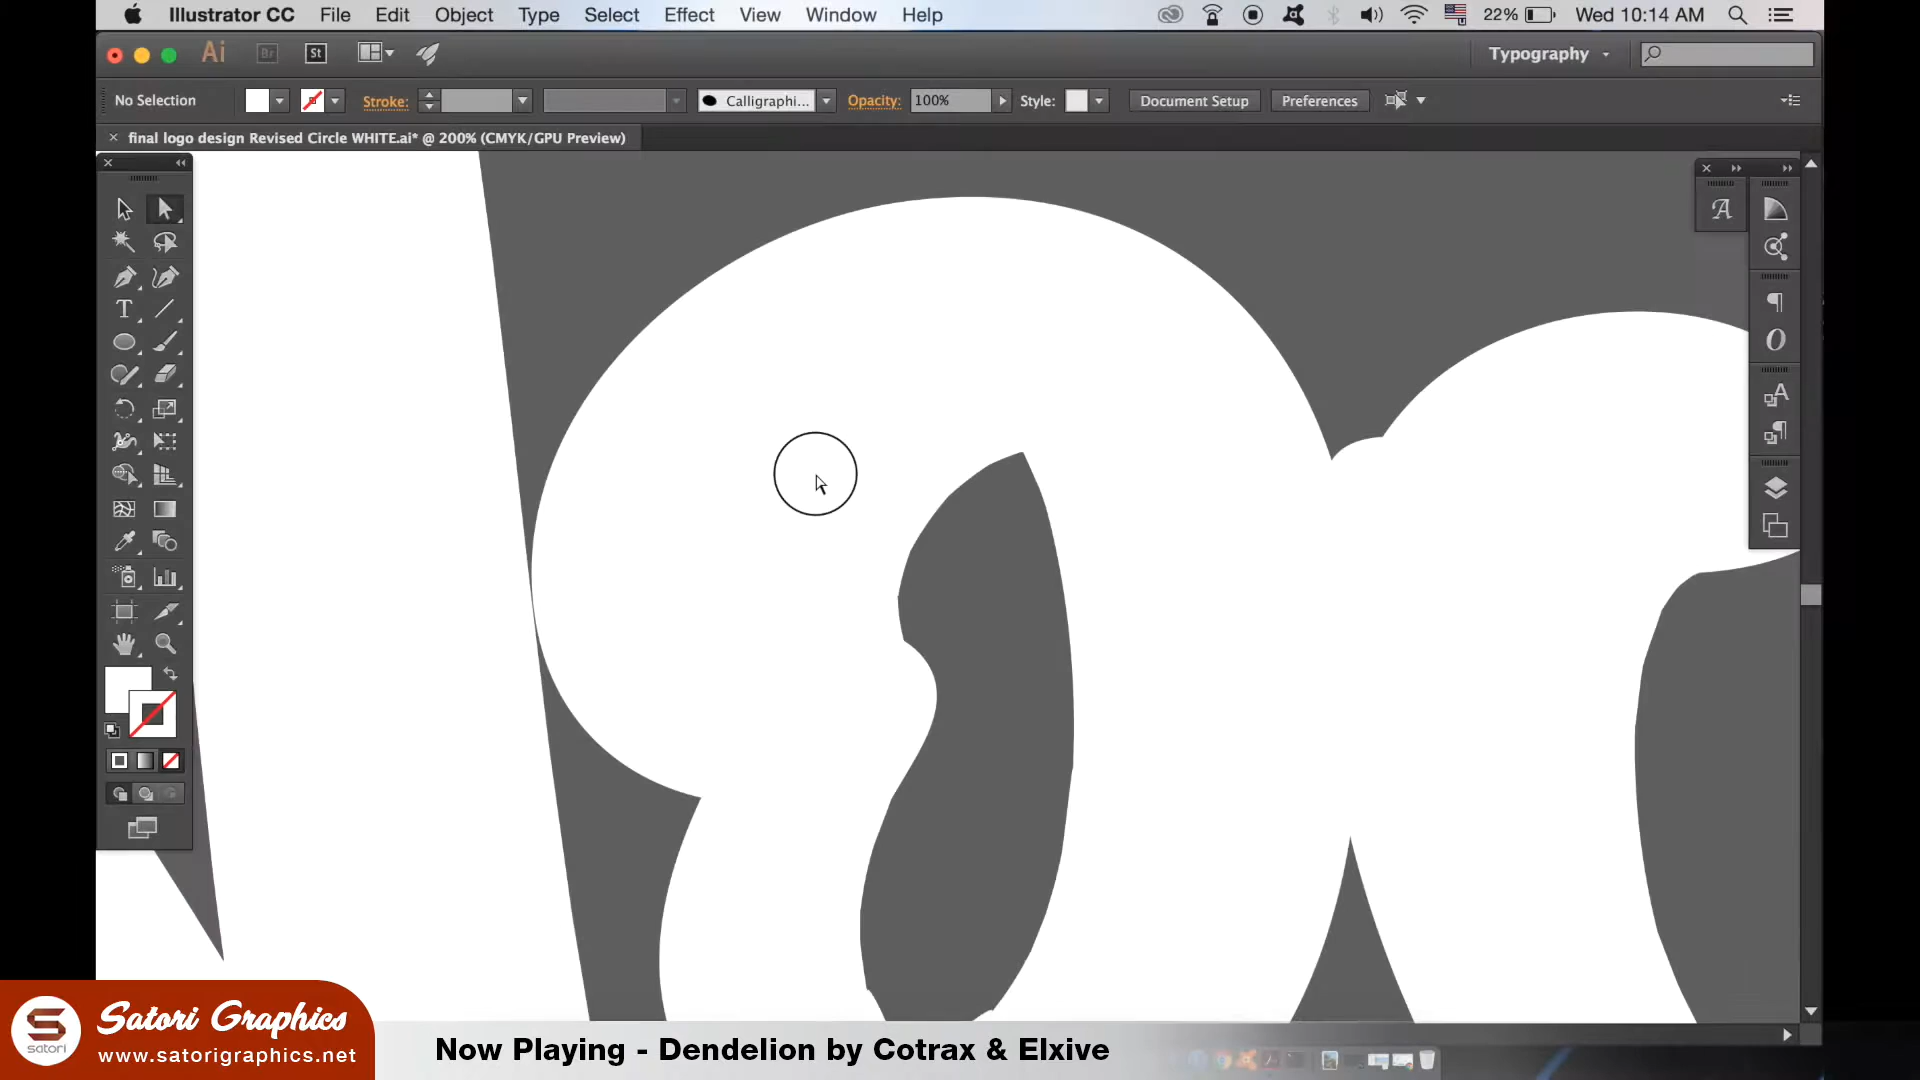 Illustrator CC File Edit Object Type Select Effect View Window Help 22% Wed 10:14 AM
Ai Br St Typography
No Selection Stroke: Calligraphi... Opacity: 100% Style: Document Setup Preferences
× final logo design Revised Circle WHITE.ai* @ 200% (CMYK/GPU Preview)
Satori Graphics
satori
www.satorigraphics.net
Now Playing - Dendelion by Cotrax & Elxive